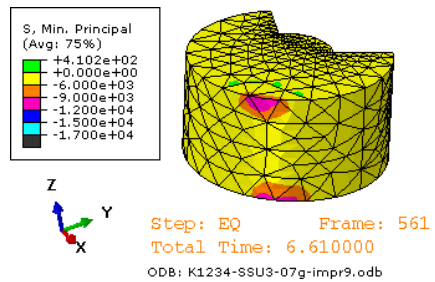 S, Min. Principal
(Avg: 75%)
+4.102e+02
+0.000e+00
-6.000e+03
-9.000e+03
-1.200e+04
-1.500e+04
-1.700e+04
Z
Y
X
Step: EQ Frame: 561
Total Time: 6.610000
ODB: K1234-SSU3-07g-impr9.odb